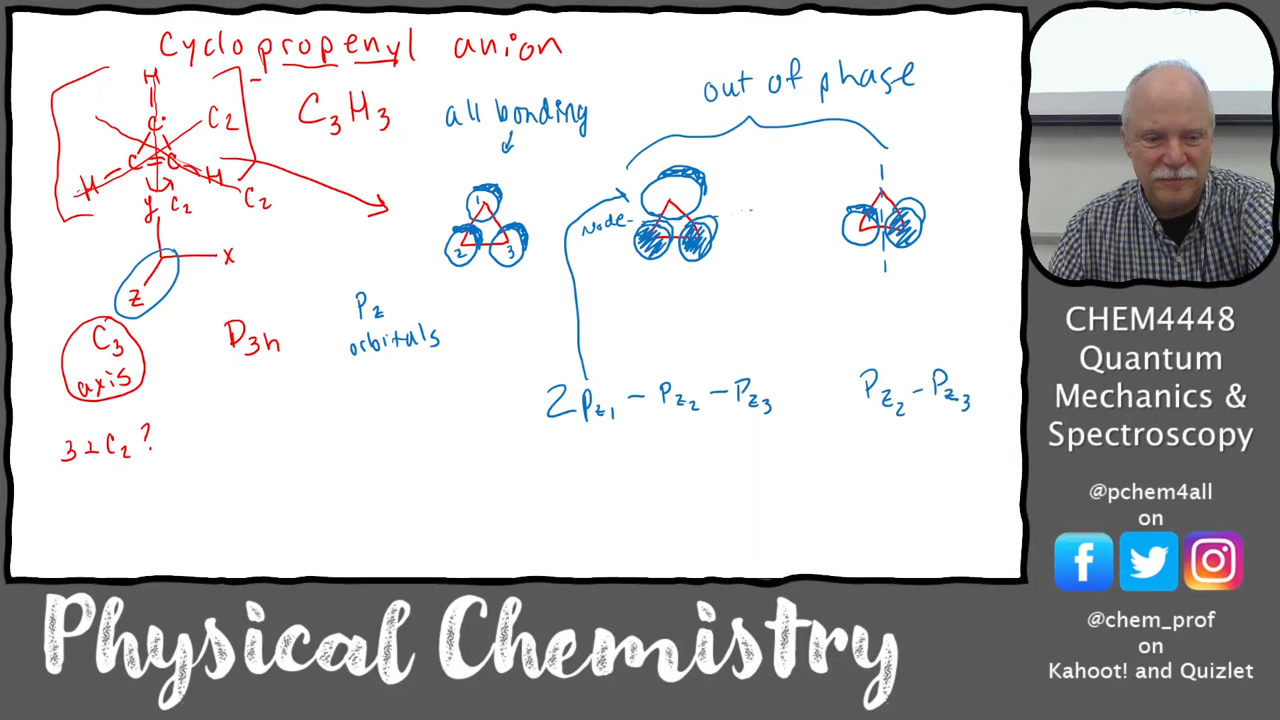 Cyclopropenyl anion
C3H3
H
C2
C
H C = C H
C2
C2
y
x
z
C3
axis
D3h
3 ⊥ C2 ?
all bonding
1
2 3
Pz
orbitals
out of phase
Node
2Pz1 - Pz2 - Pz3
Pz2 - Pz3
CHEM4448
Quantum
Mechanics &
Spectroscopy
@pchem4all
on
@chem_prof
on
Kahoot! and Quizlet
Physical Chemistry